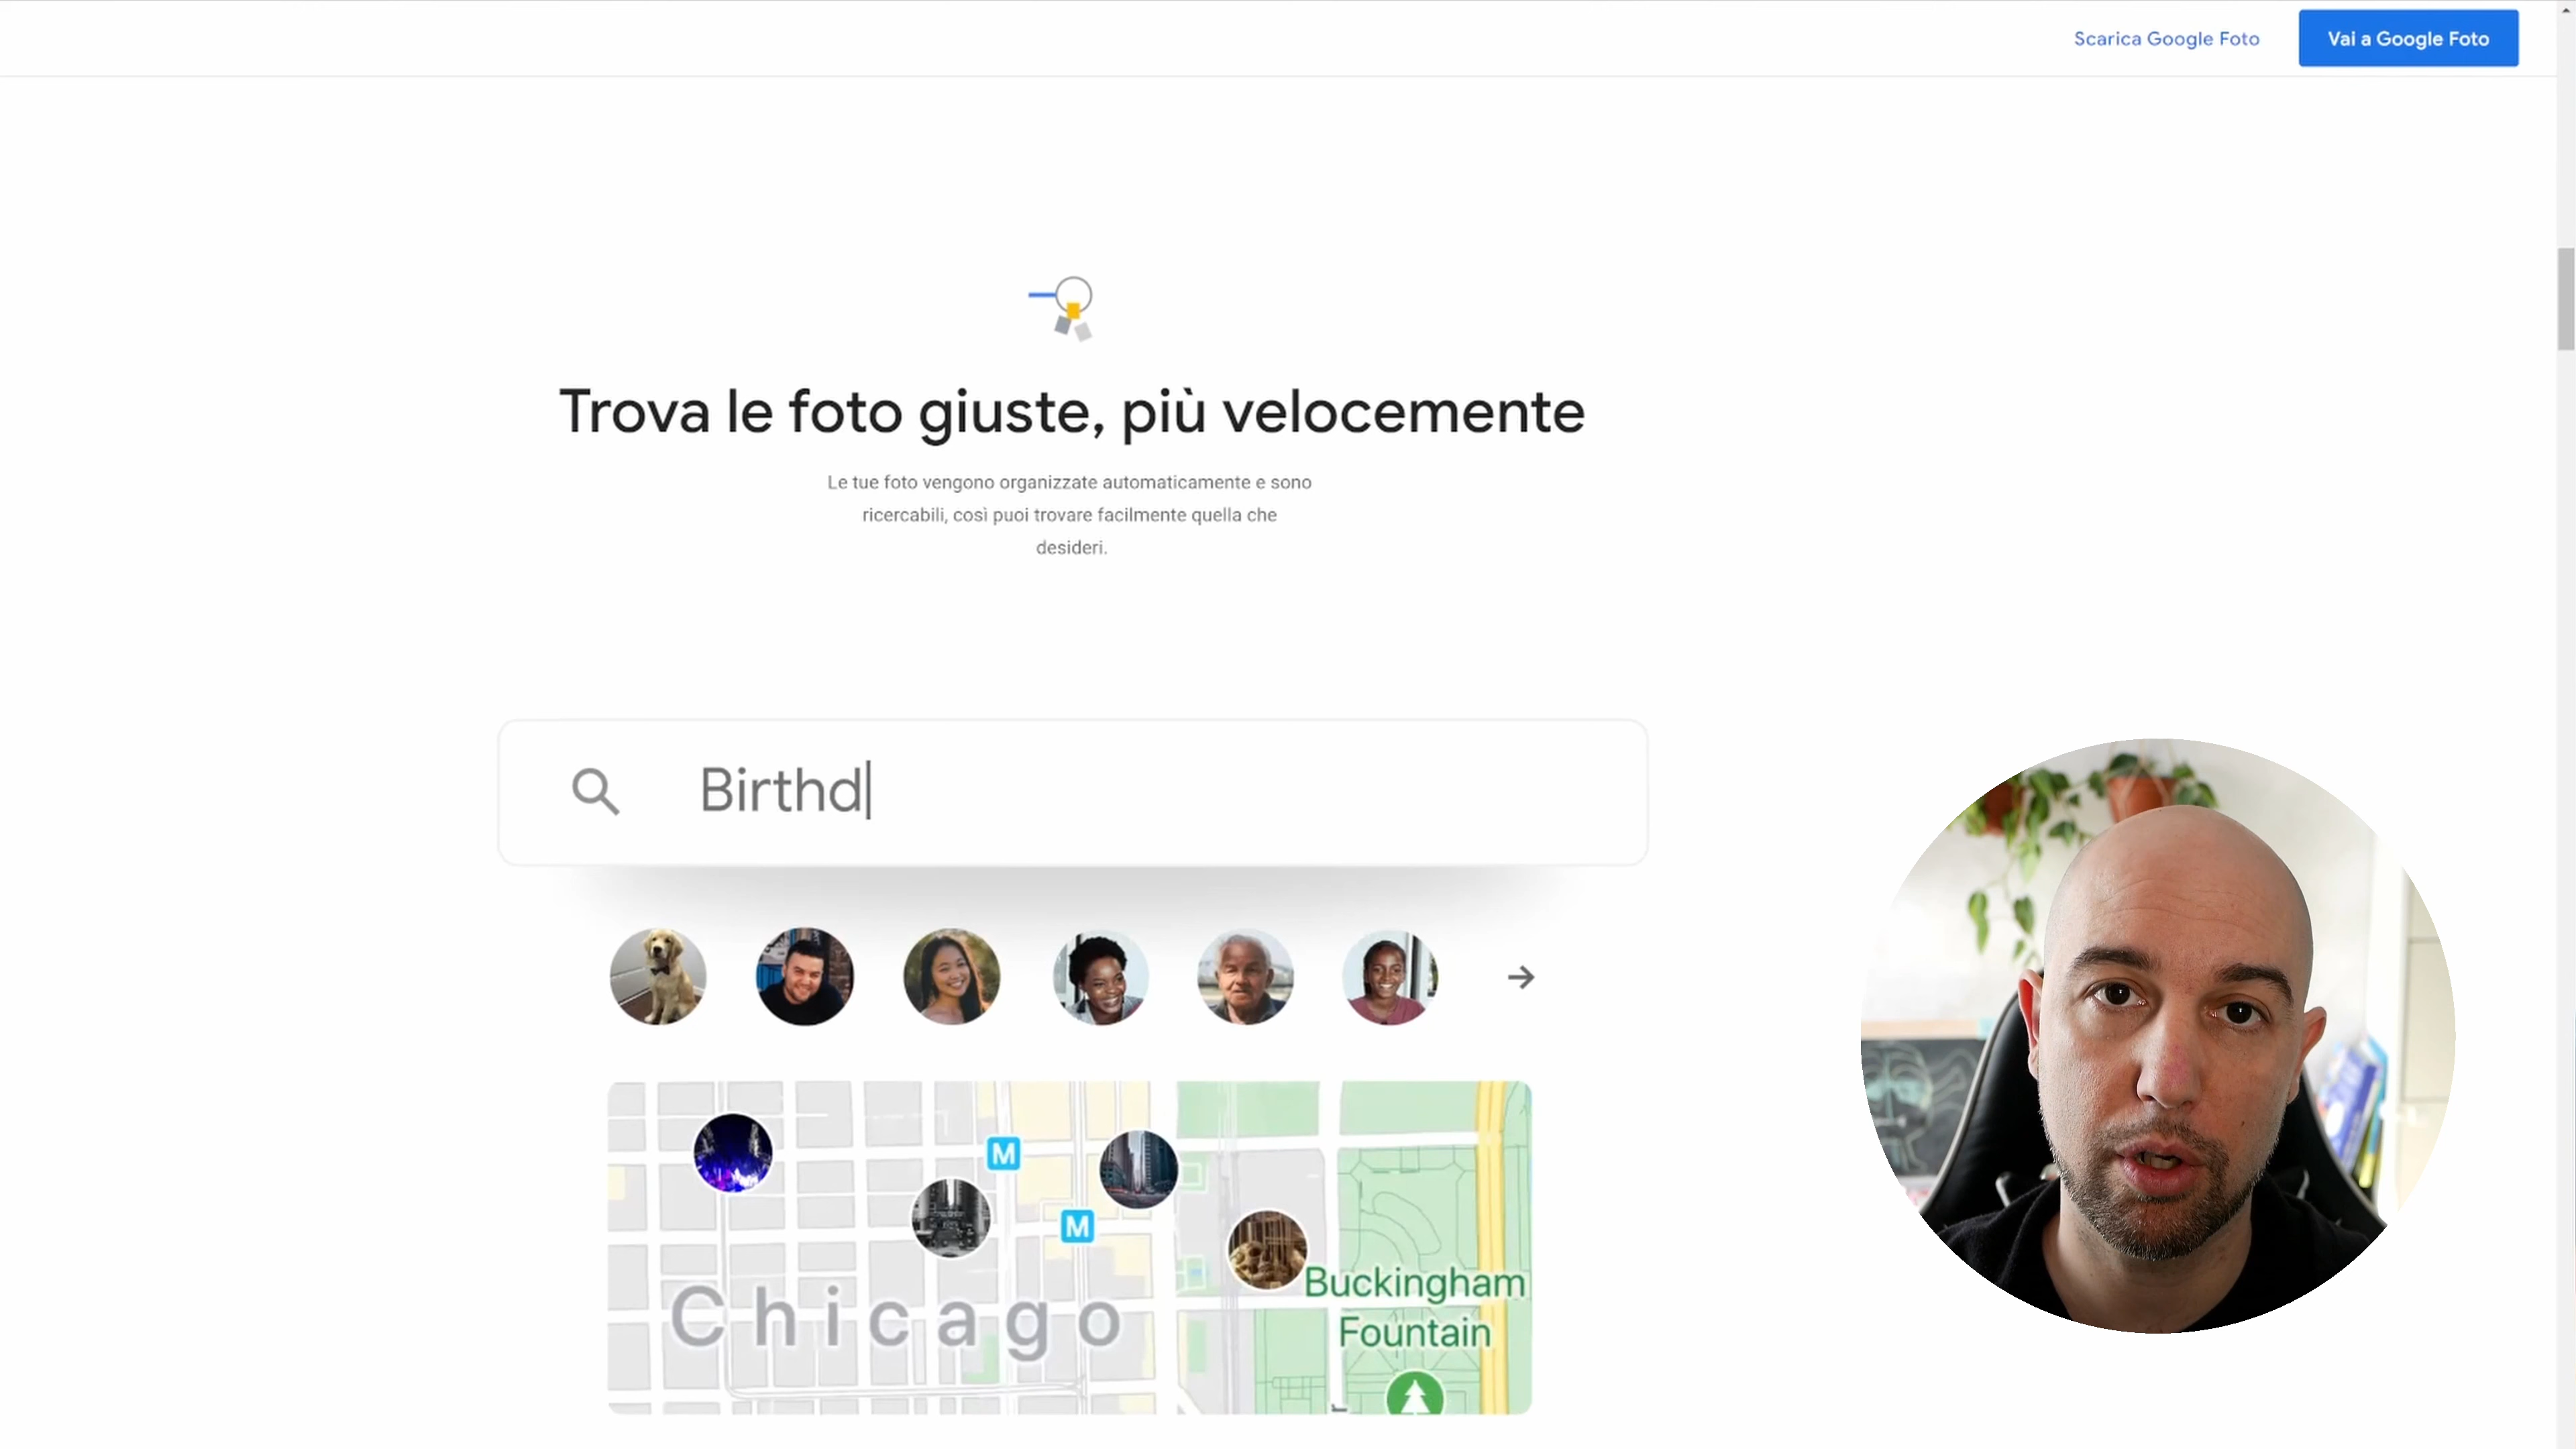 Scarica Google Foto
Vai a Google Foto
Trova le foto giuste, più velocemente
Le tue foto vengono organizzate automaticamente e sono
ricercabili, così puoi trovare facilmente quella che
desideri.
Birthd
M
M
Chicago
Buckingham
Fountain